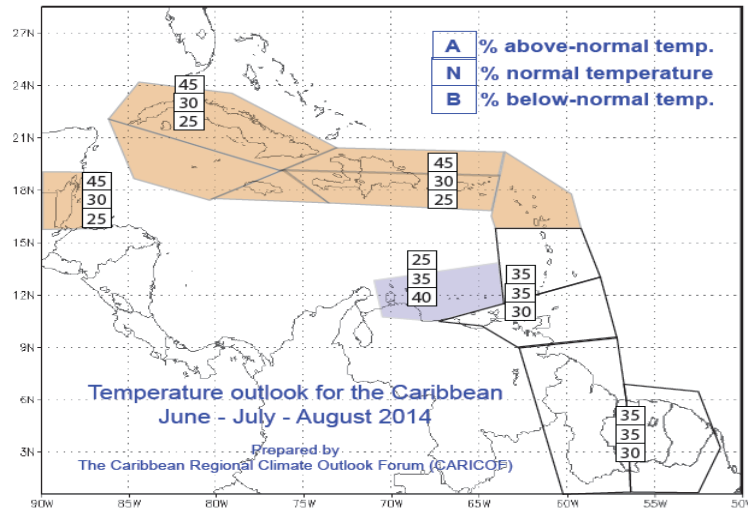 A % above-normal temp.
N % normal temperature
B % below-normal temp.
27N
24N
21N
18N
15N
12N
9N
6N
3N
45
30
25
45
30
25
45
30
25
25
35
40
35
35
30
35
35
30
Temperature outlook for the Caribbean
June - July - August 2014
Prepared by
The Caribbean Regional Climate Outlook Forum (CARICOF)
90W 85W 80W 75W 70W 65W 60W 55W 50W